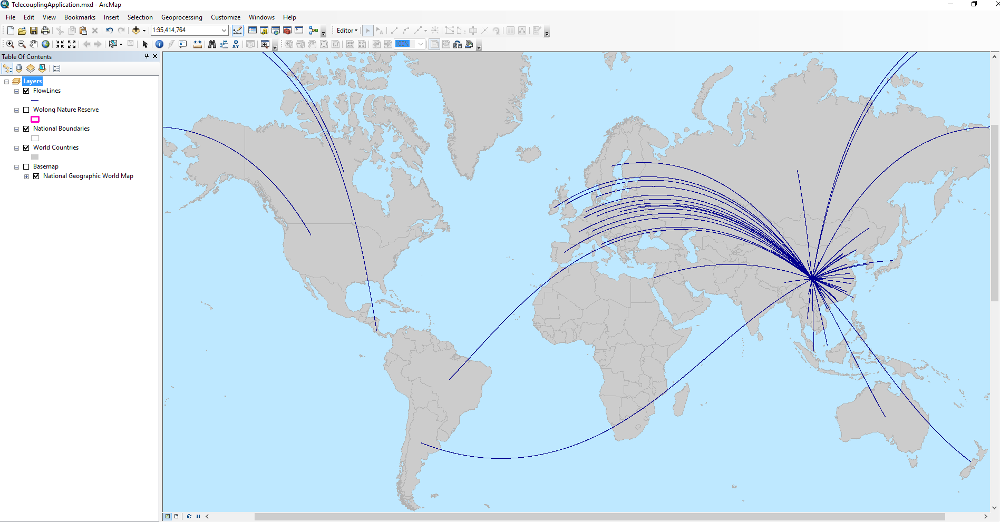 TelecouplingApplication.mxd - ArcMap
File Edit View Bookmarks Insert Selection Geoprocessing Customize Windows Help
1:95,414,764
Editor
100%
Table Of Contents
Layers
FlowLines
Wolong Nature Reserve
National Boundaries
World Countries
Basemap
National Geographic World Map